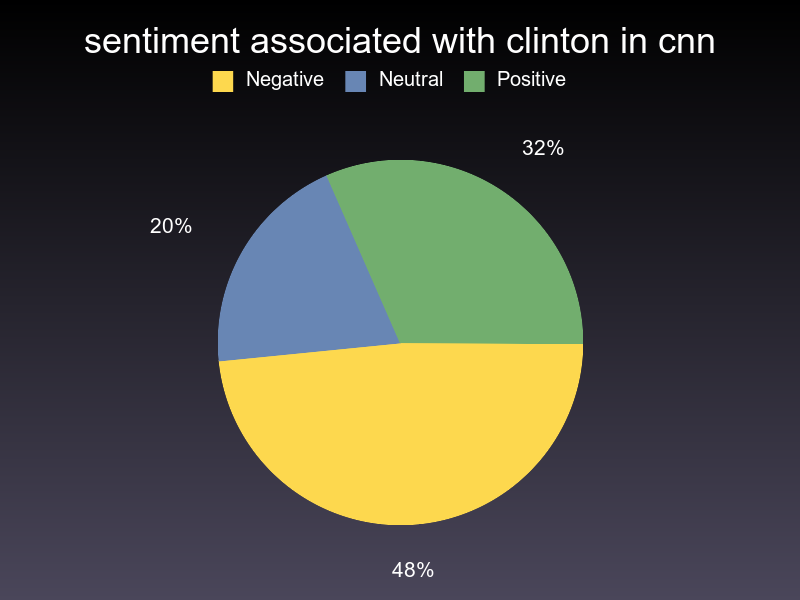 sentiment associated with clinton in cnn
Negative Neutral Positive
32%
20%
48%